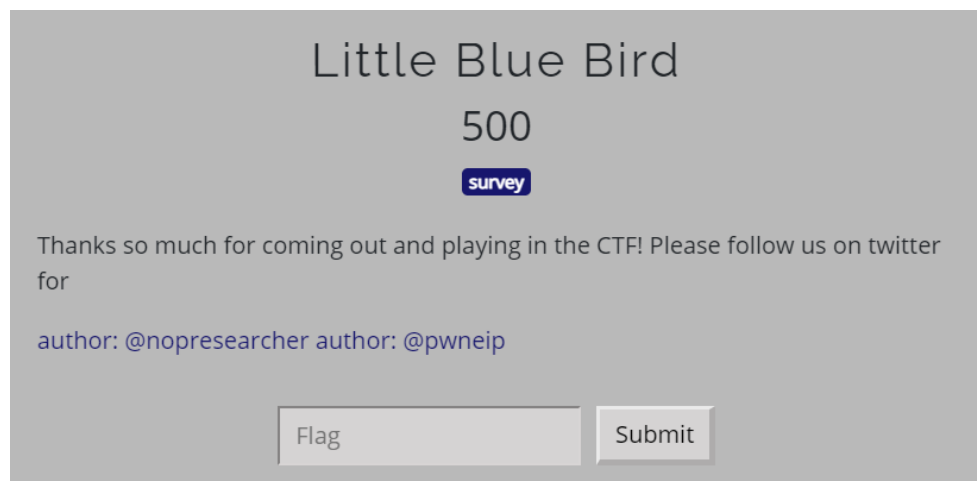 Little Blue Bird
500
survey
Thanks so much for coming out and playing in the CTF! Please follow us on twitter
for
author: @nopresearcher author: @pwneip
Flag
Submit